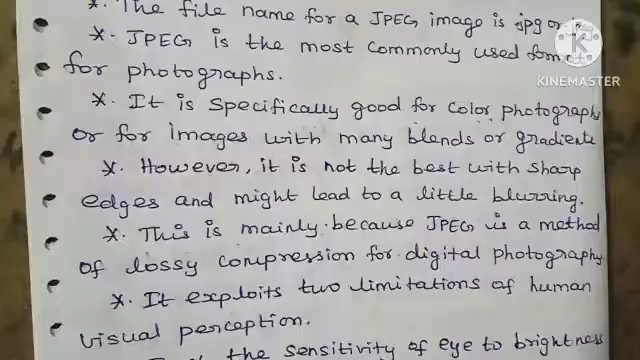 *. The file name for a JPEG image is .jpg or
*. JPEG is the most commonly used
for photographs.
*. It is specifically good for color photography
or for images with many blends or gradients
*. However, it is not the best with sharp
edges and might lead to a little blurring.
*. This is mainly because JPEG is a method
of lossy compression for digital photography
*. It exploits two limitations of human
visual perception.
the sensitivity of eye to brightness
KINEMASTER